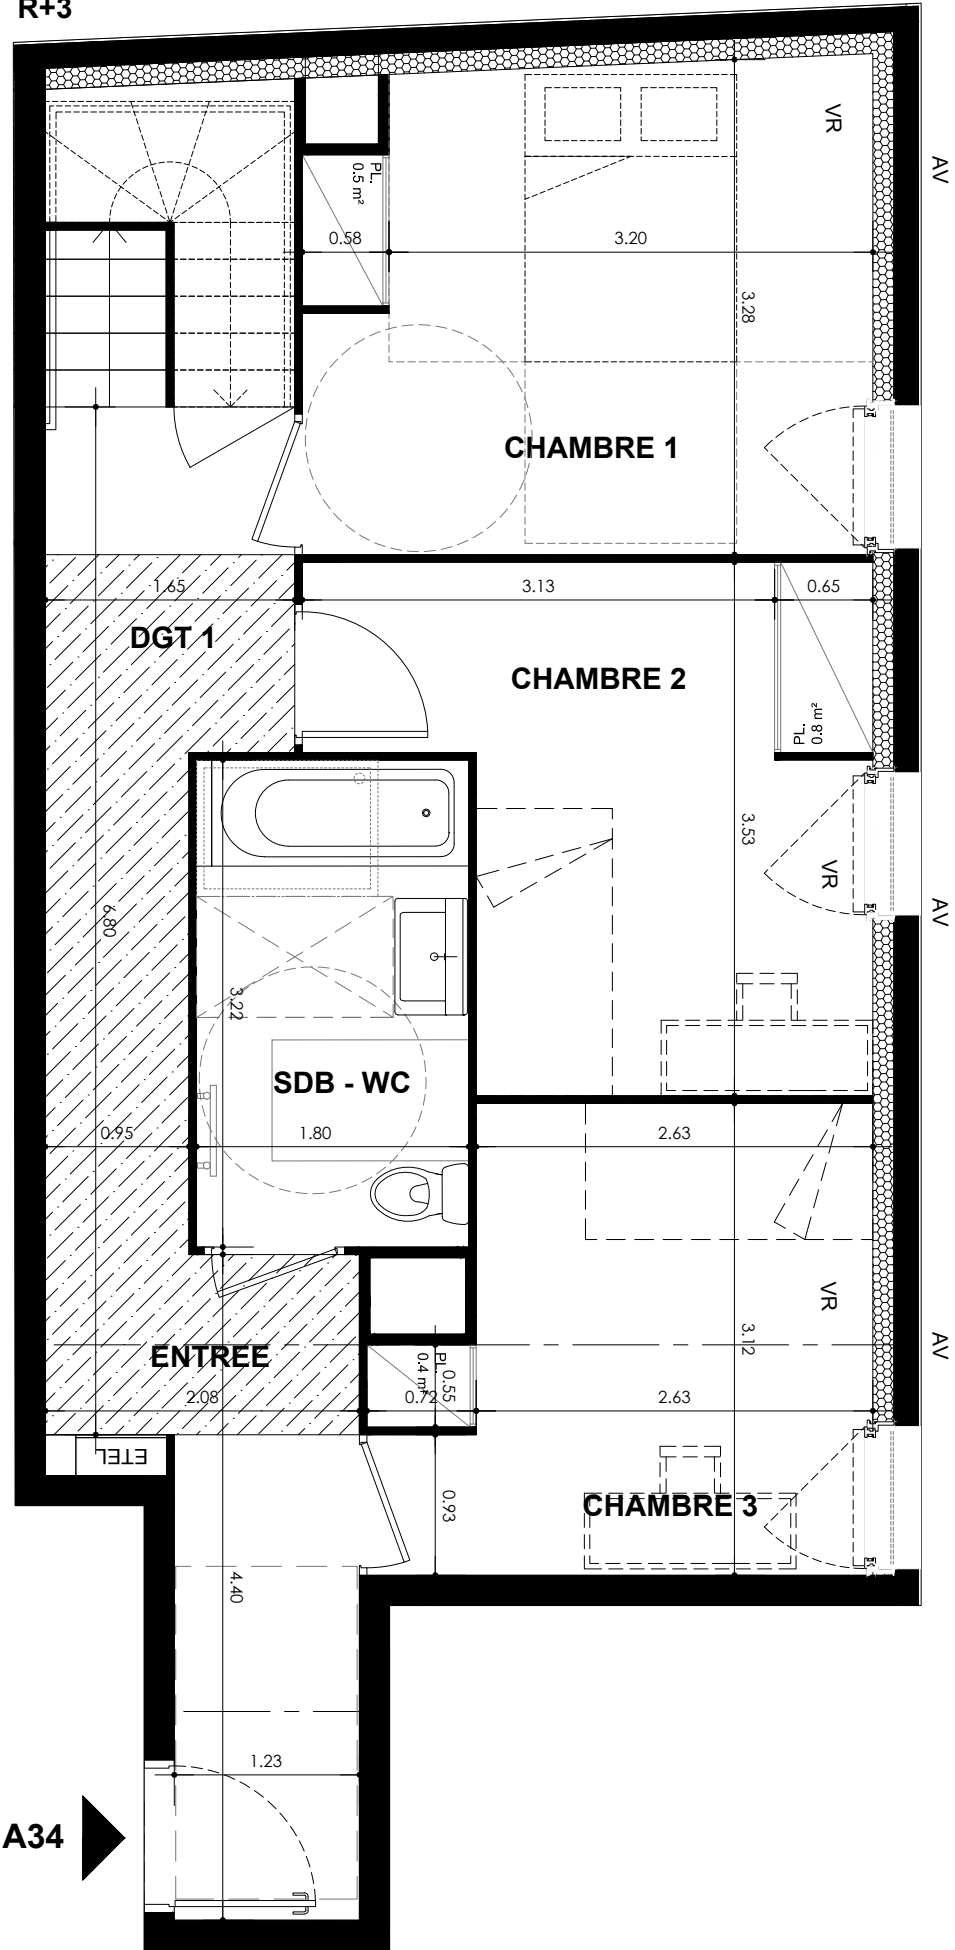 R+3
VR
AV
PL.
0.5 m²
0.58
3.20
3.28
CHAMBRE 1
1.65
3.13
0.65
DGT 1
CHAMBRE 2
PL.
0.8 m²
3.53
VR
AV
6.80
3.22
SDB - WC
0.95
1.80
2.63
VR
AV
3.12
ENTREE
PL.
0.4 m²
0.55
2.08
0.72
2.63
ETEL
0.93
CHAMBRE 3
4.40
1.23
A34